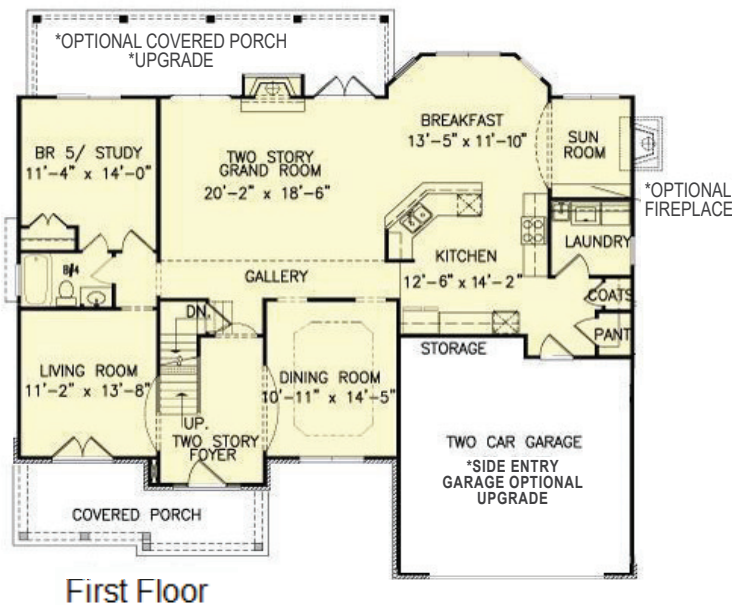 *OPTIONAL COVERED PORCH
*UPGRADE
BREAKFAST
13'-5" x 11'-10"
SUN
ROOM
BR 5/ STUDY
11'-4" x 14'-0"
TWO STORY
GRAND ROOM
20'-2" x 18'-6"
*OPTIONAL
FIREPLACE
LAUNDRY
KITCHEN
12'-6" x 14'-2"
GALLERY
B/4
COATS
DN.
PANT
STORAGE
LIVING ROOM
11'-2" x 13'-8"
DINING ROOM
10'-11" x 14'-5"
UP.
TWO STORY
FOYER
TWO CAR GARAGE
*SIDE ENTRY
GARAGE OPTIONAL
UPGRADE
COVERED PORCH
First Floor